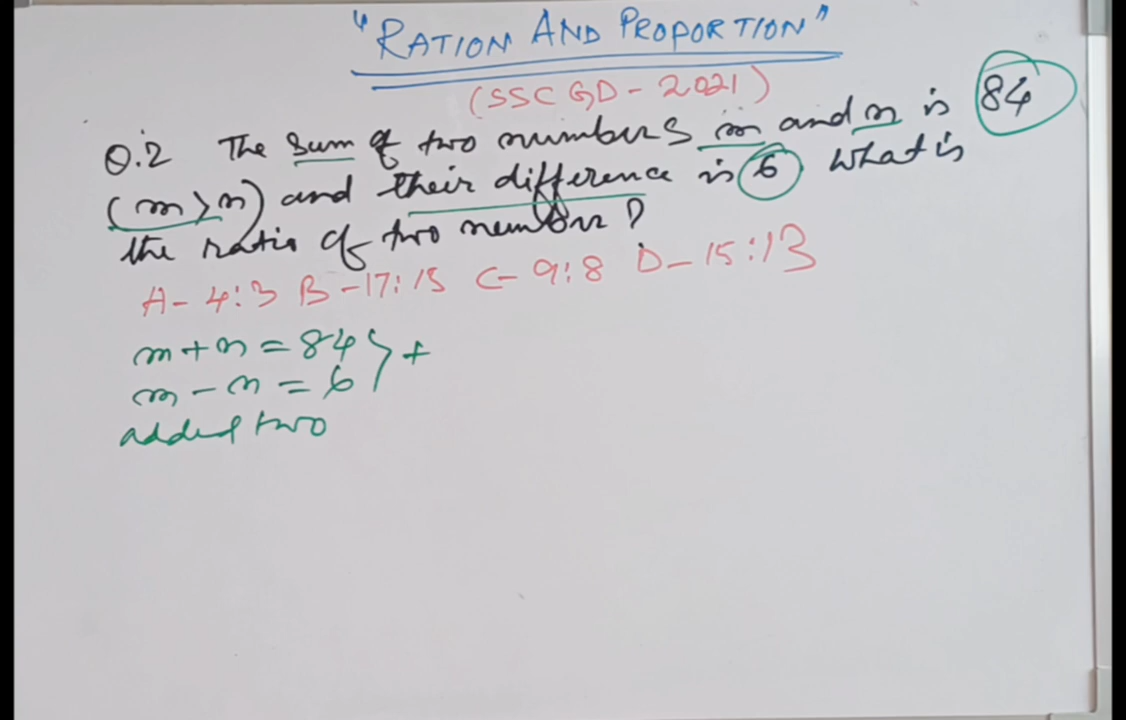 "RATION AND PROPORTION"
(SSC GD - 2021)
Q.2 The sum of two numbers m and n is 84
(m > n) and their difference is 6. what is
the ratio of two number?
A - 4:3 B - 17:15 C - 9:8 D - 15:13
m + n = 84 } +
m - n = 6
added two